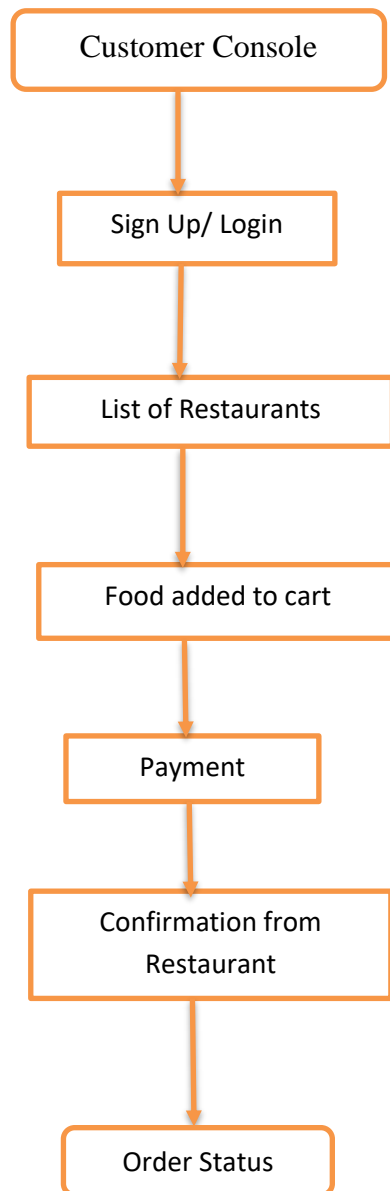 Customer Console
Sign Up/ Login
List of Restaurants
Food added to cart
Payment
Confirmation from
Restaurant
Order Status